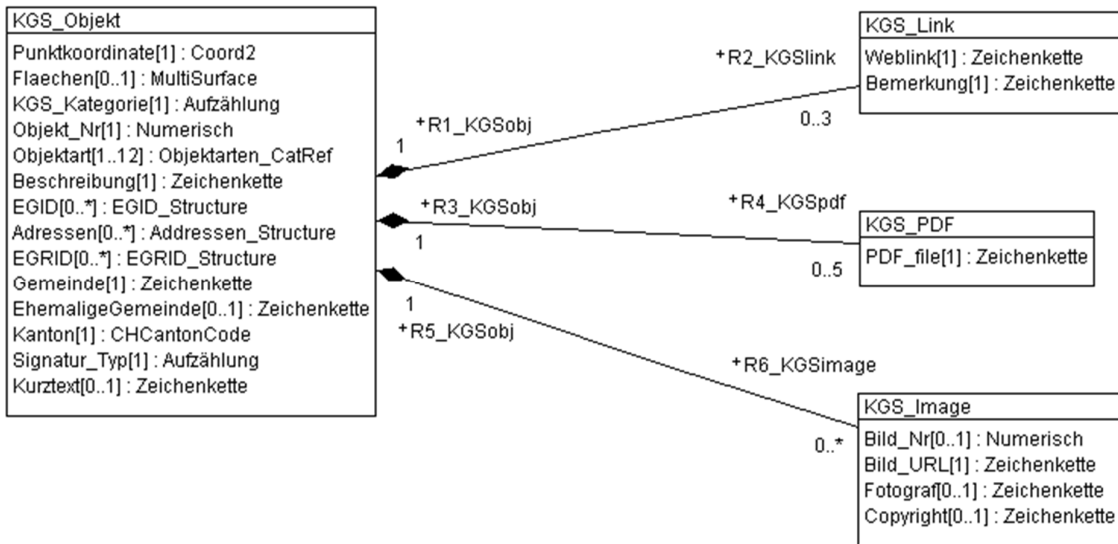 KGS_Objekt
Punktkoordinate[1] : Coord2
Flaechen[0..1] : MultiSurface
KGS_Kategorie[1] : Aufzählung
Objekt_Nr[1] : Numerisch
Objektart[1..12] : Objektarten_CatRef
Beschreibung[1] : Zeichenkette
EGID[0..*] : EGID_Structure
Adressen[0..*] : Addressen_Structure
EGRID[0..*] : EGRID_Structure
Gemeinde[1] : Zeichenkette
EhemaligeGemeinde[0..1] : Zeichenkette
Kanton[1] : CHCantonCode
Signatur_Typ[1] : Aufzählung
Kurztext[0..1] : Zeichenkette
+R1_KGSobj
1
+R2_KGSlink
0..3
KGS_Link
Weblink[1] : Zeichenkette
Bemerkung[1] : Zeichenkette
+R3_KGSobj
1
+R4_KGSpdf
0..5
KGS_PDF
PDF_file[1] : Zeichenkette
1
+R5_KGSobj
+R6_KGSimage
0..*
KGS_Image
Bild_Nr[0..1] : Numerisch
Bild_URL[1] : Zeichenkette
Fotograf[0..1] : Zeichenkette
Copyright[0..1] : Zeichenkette